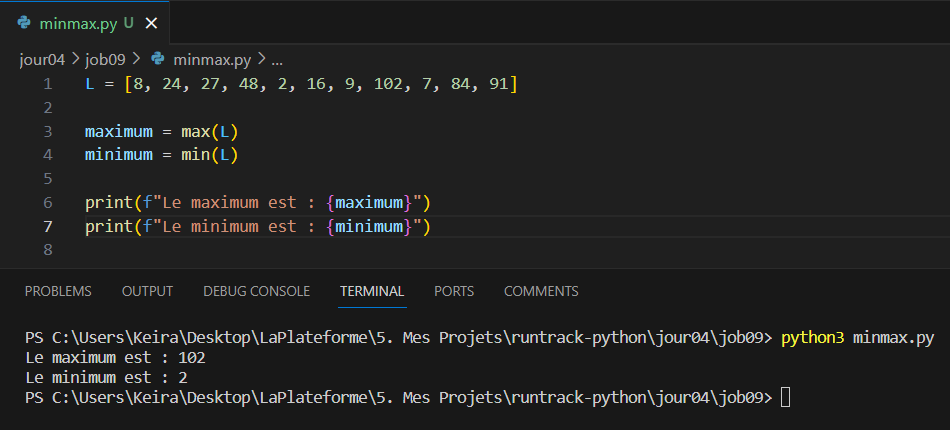 minmax.py U
jour04 > job09 > minmax.py > ...
1 L = [8, 24, 27, 48, 2, 16, 9, 102, 7, 84, 91]
2
3 maximum = max(L)
4 minimum = min(L)
5
6 print(f"Le maximum est : {maximum}")
7 print(f"Le minimum est : {minimum}")
8
PROBLEMS OUTPUT DEBUG CONSOLE TERMINAL PORTS COMMENTS
PS C:\Users\Keira\Desktop\LaPlateforme\5. Mes Projets\runtrack-python\jour04\job09> python3 minmax.py
Le maximum est : 102
Le minimum est : 2
PS C:\Users\Keira\Desktop\LaPlateforme\5. Mes Projets\runtrack-python\jour04\job09>